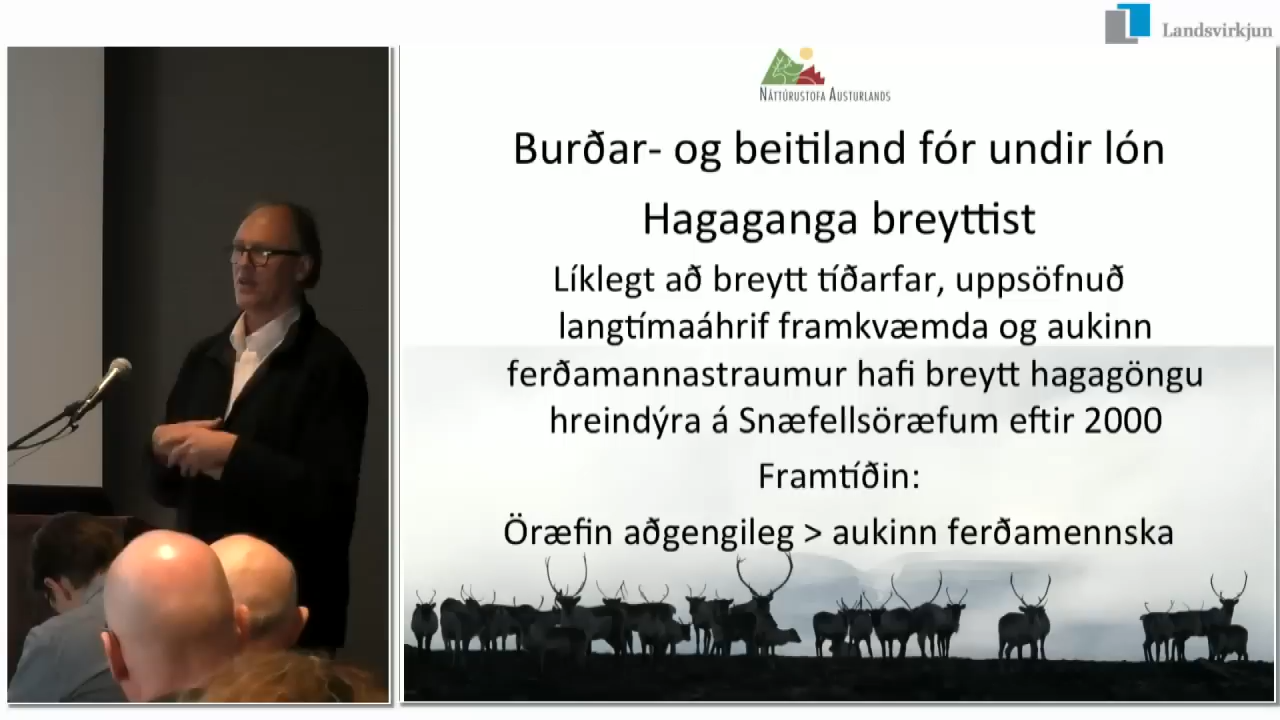 Landsvirkjun
NÁTTÚRUSTOFA AUSTURLANDS
Burðar- og beitiland fór undir lón
Hagaganga breyttist
Líklegt að breytt tíðarfar, uppsöfnuð
langtímaáhrif framkvæmda og aukinn
ferðamannastraumur hafi breytt hagagöngu
hreindýra á Snæfellsöræfum eftir 2000
Framtíðin:
Öræfin aðgengileg > aukinn ferðamennska